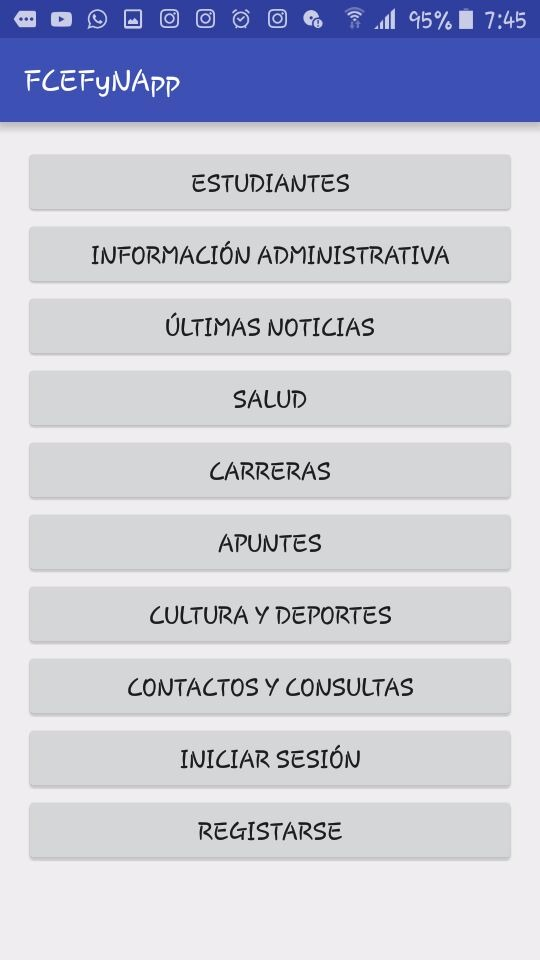 95% 7:45
FCEFyNApp
ESTUDIANTES
INFORMACIÓN ADMINISTRATIVA
ÚLTIMAS NOTICIAS
SALUD
CARRERAS
APUNTES
CULTURA Y DEPORTES
CONTACTOS Y CONSULTAS
INICIAR SESIÓN
REGISTARSE